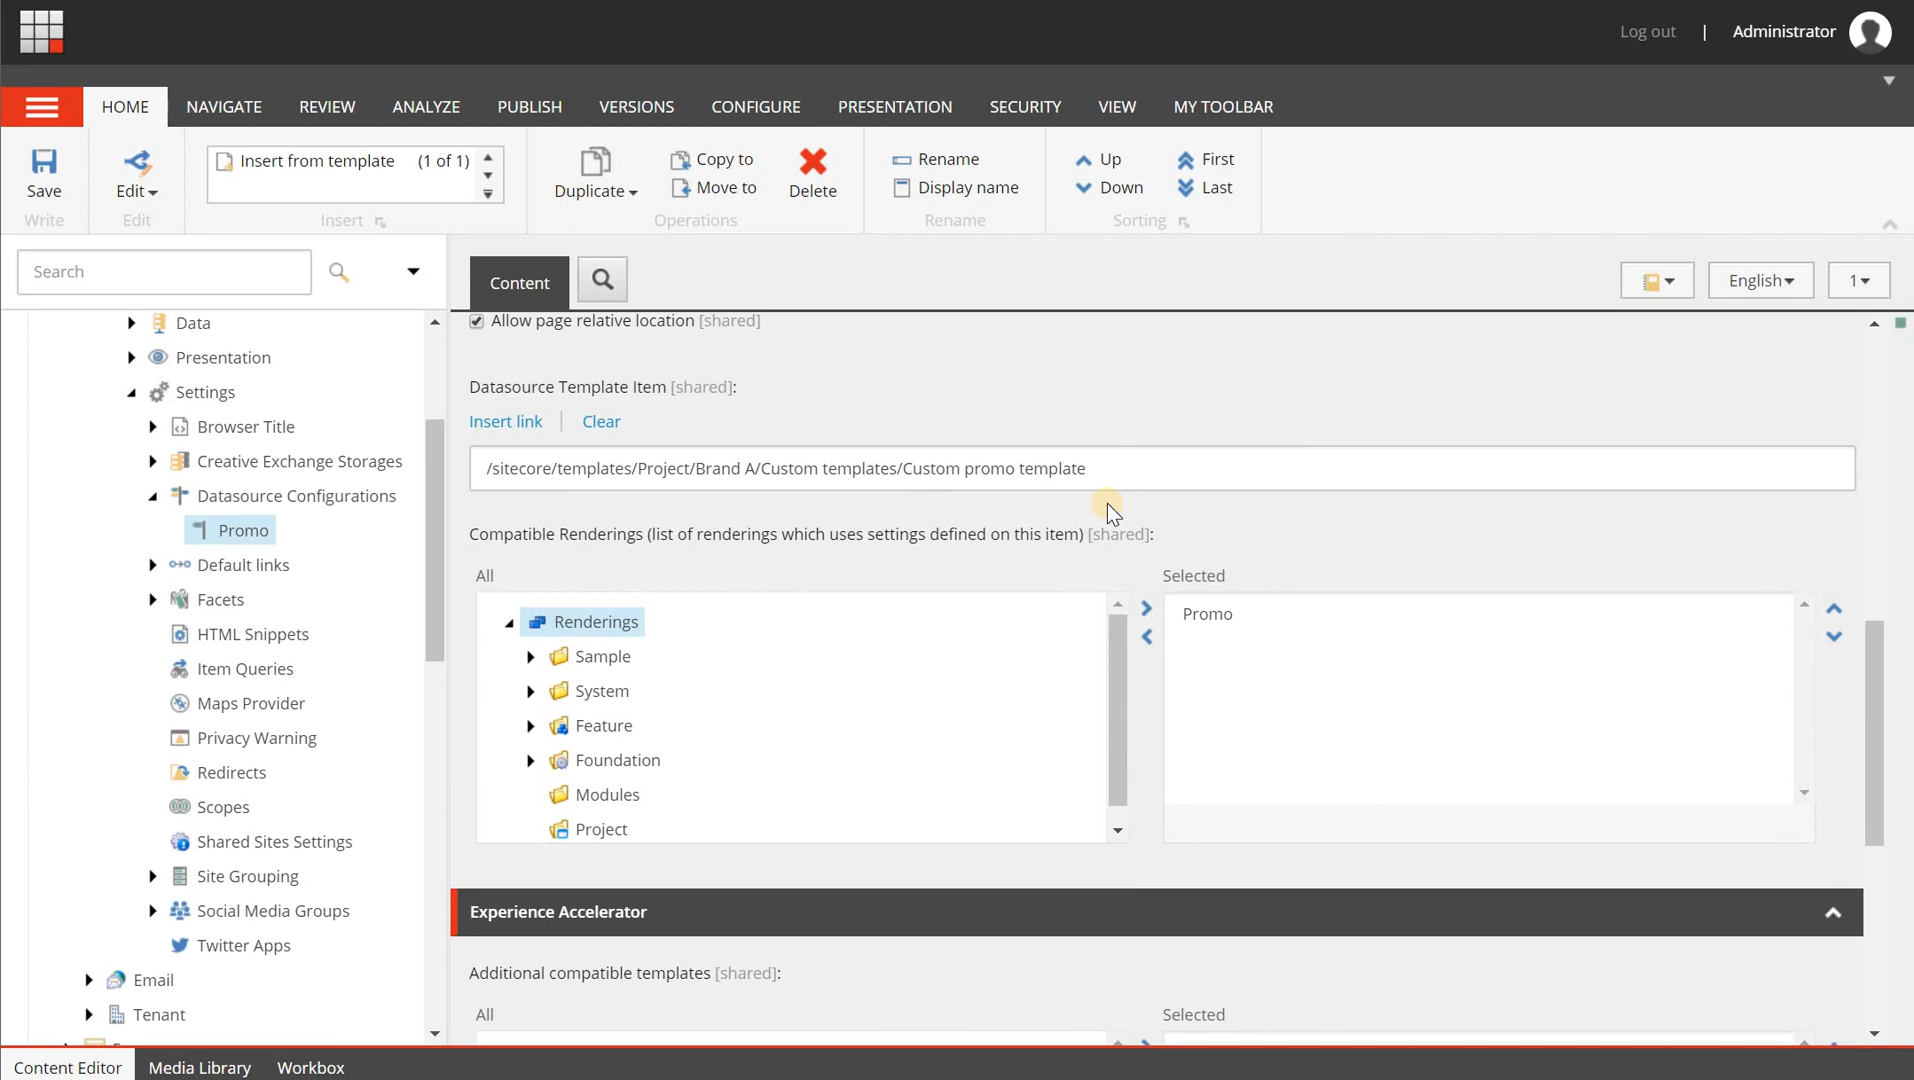 Log out | Administrator
HOME NAVIGATE REVIEW ANALYZE PUBLISH VERSIONS CONFIGURE PRESENTATION SECURITY VIEW MY TOOLBAR
Save
Write
Edit
Edit
Insert from template (1 of 1)
Insert
Duplicate
Copy to
Move to
Delete
Operations
Rename
Display name
Rename
Up First
Down Last
Sorting
Search
Data
Presentation
Settings
Browser Title
Creative Exchange Storages
Datasource Configurations
Promo
Default links
Facets
HTML Snippets
Item Queries
Maps Provider
Privacy Warning
Redirects
Scopes
Shared Sites Settings
Site Grouping
Social Media Groups
Twitter Apps
Email
Tenant
Content
English
1
Allow page relative location [shared]
Datasource Template Item [shared]:
Insert link Clear
/sitecore/templates/Project/Brand A/Custom templates/Custom promo template
Compatible Renderings (list of renderings which uses settings defined on this item) [shared]:
All
Selected
Renderings
Sample
System
Feature
Foundation
Modules
Project
Promo
Experience Accelerator
Additional compatible templates [shared]:
All
Selected
Content Editor Media Library Workbox